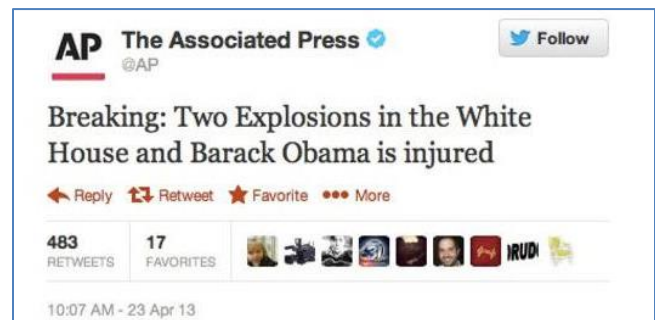 AP The Associated Press Follow
@AP
Breaking: Two Explosions in the White
House and Barack Obama is injured
Reply Retweet Favorite More
483 17
RETWEETS FAVORITES
RUD
10:07 AM - 23 Apr 13